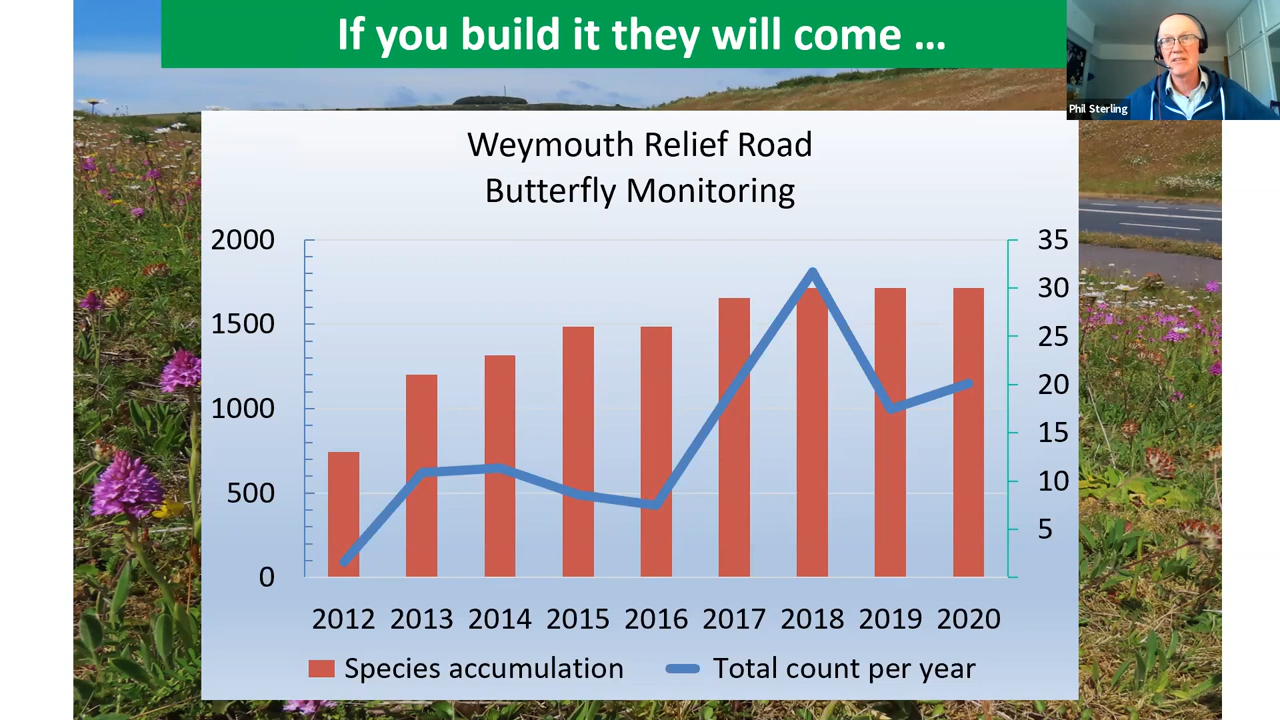 If you build it they will come ...
Phil Sterling
Weymouth Relief Road
Butterfly Monitoring
2000
1500
1000
500
0
35
30
25
20
15
10
5
2012 2013 2014 2015 2016 2017 2018 2019 2020
Species accumulation Total count per year